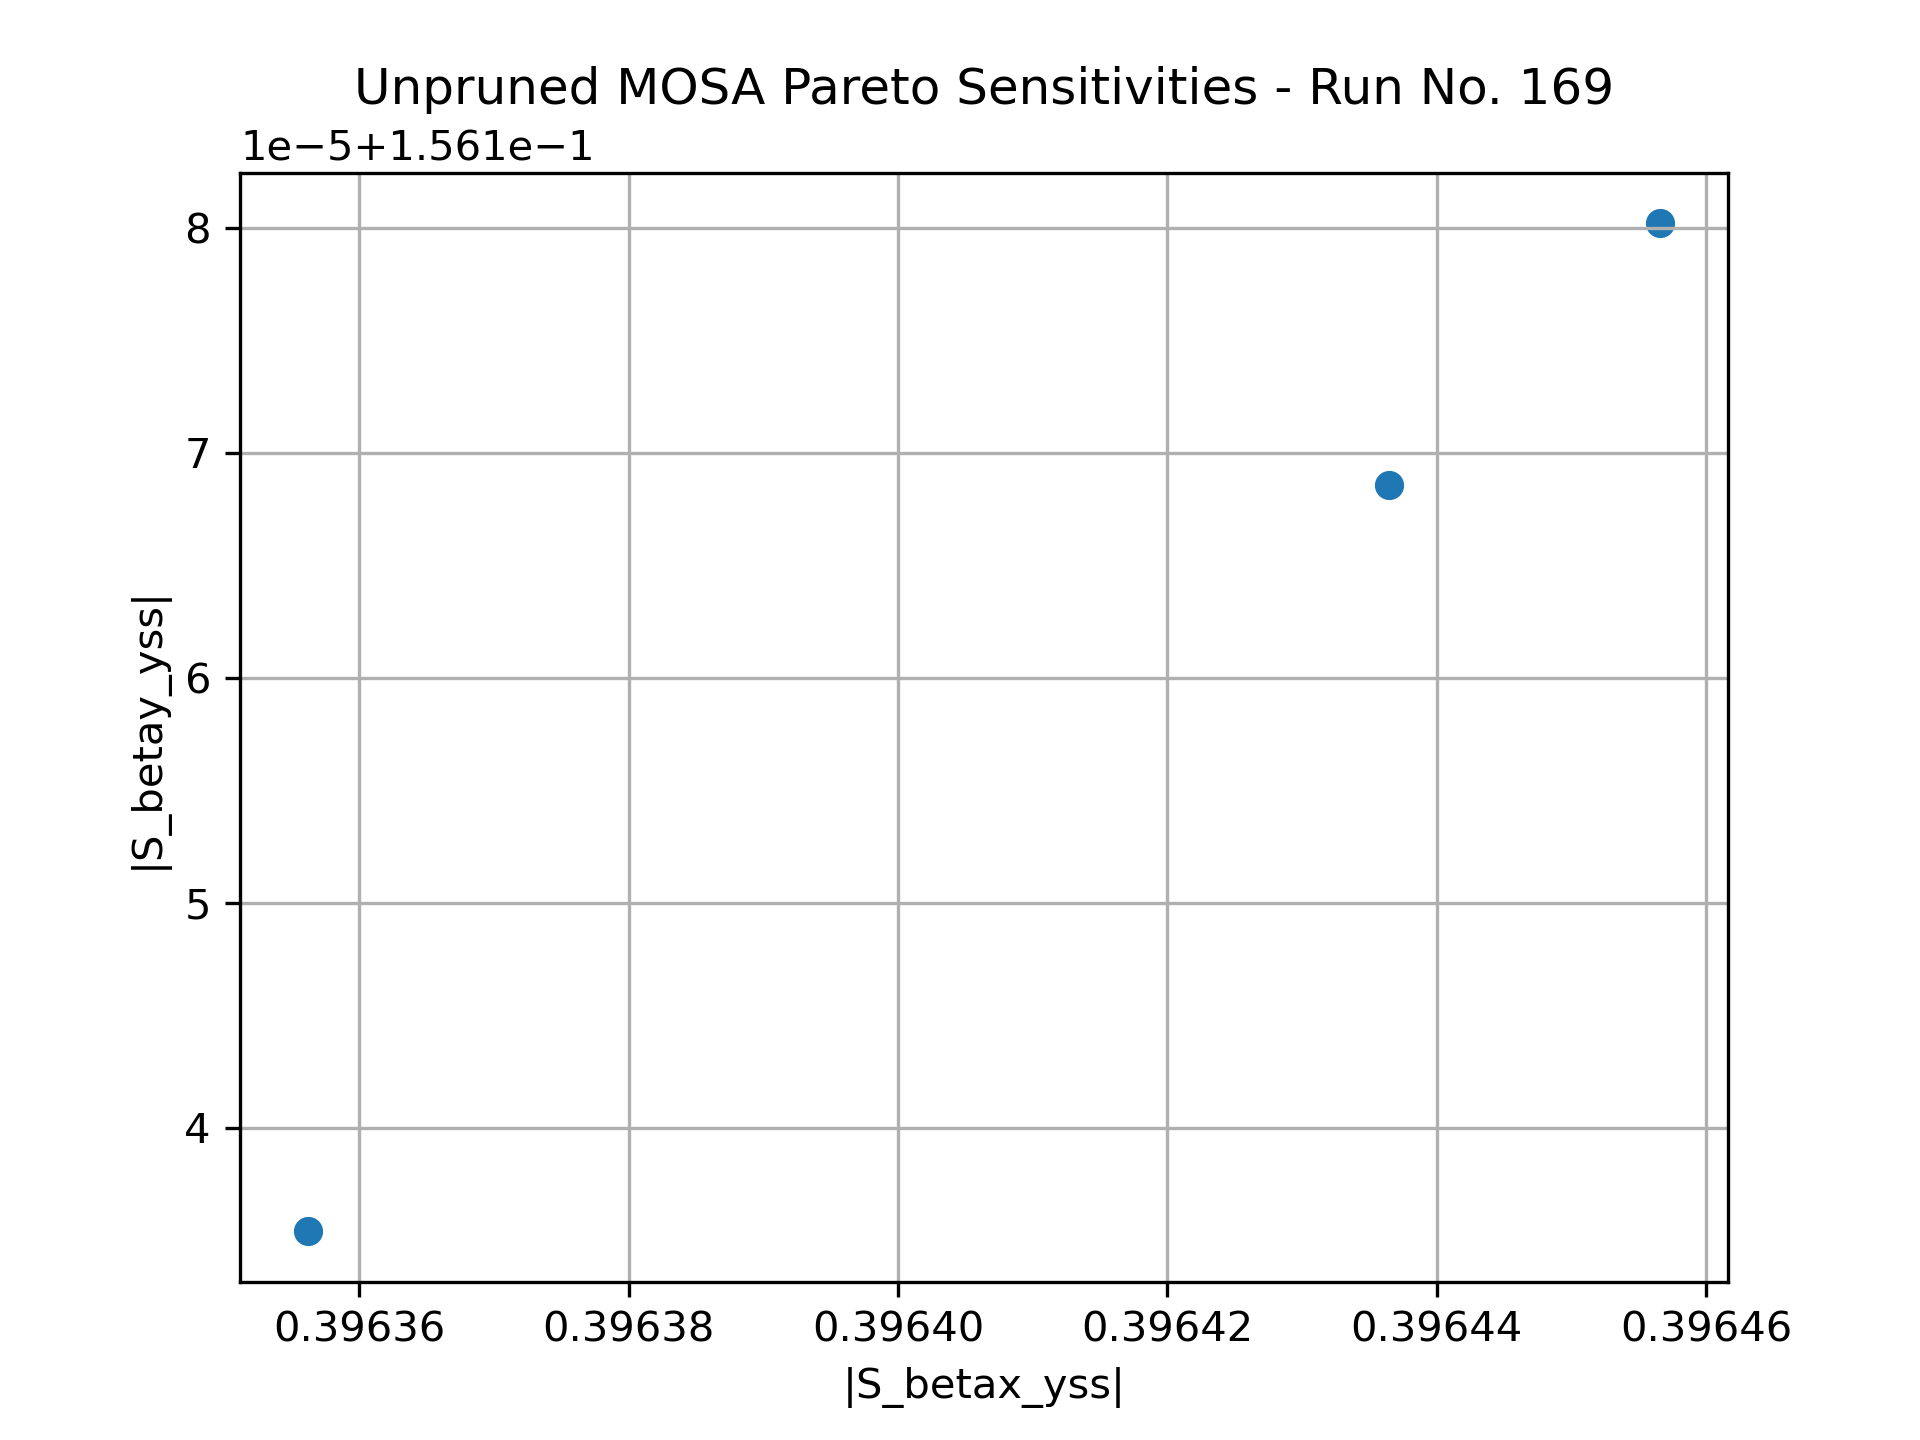 Unpruned MOSA Pareto Sensitivities - Run No. 169
1e−5+1.561e−1
8
7
6
5
4
|S_betay_yss|
0.39636 0.39638 0.39640 0.39642 0.39644 0.39646
|S_betax_yss|